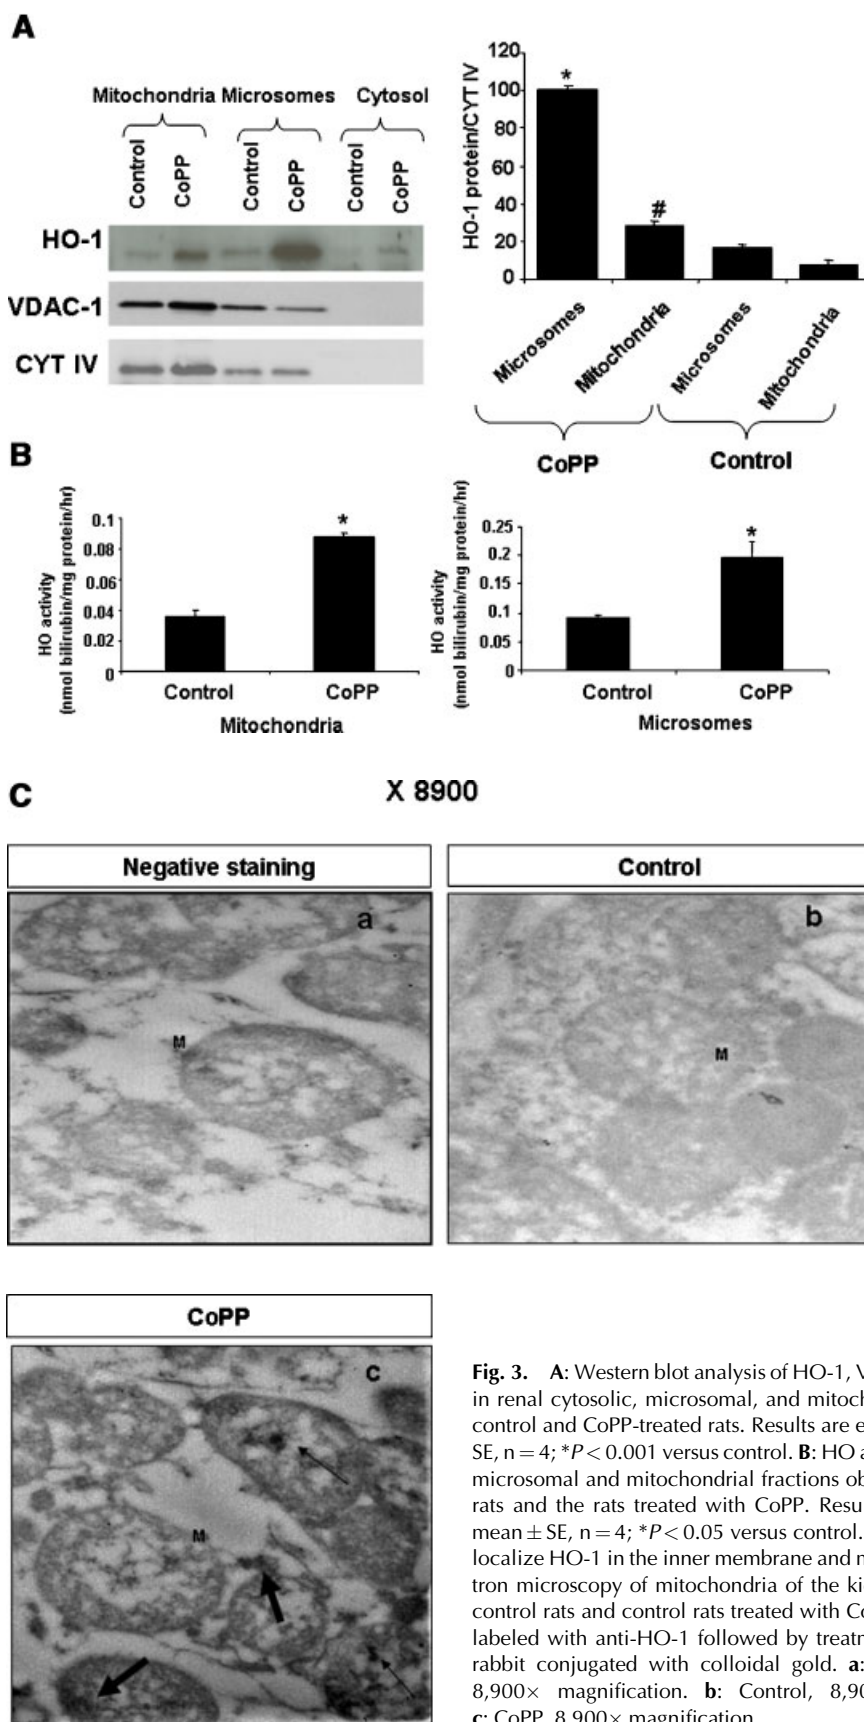 A
Mitochondria Microsomes Cytosol
Control CoPP Control CoPP Control CoPP
HO-1
VDAC-1
CYT IV
HO-1 protein/CYT IV
120
100
80
60
40
20
0
*
#
Microsomes Mitochondria Microsomes Mitochondria
CoPP Control
B
HO activity
(nmol bilirubin/mg protein/hr)
0.1
0.08
0.06
0.04
0.02
0
*
Control CoPP
Mitochondria
HO activity
(nmol bilirubin/mg protein/hr)
0.25
0.2
0.15
0.1
0.05
0
*
Control CoPP
Microsomes
C
X 8900
Negative staining
a
M
Control
b
M
CoPP
c
M
Fig. 3. A: Western blot analysis of HO-1, V
in renal cytosolic, microsomal, and mitoch
control and CoPP-treated rats. Results are e
SE, n = 4; *P < 0.001 versus control. B: HO a
microsomal and mitochondrial fractions ob
rats and the rats treated with CoPP. Resu
mean ± SE, n = 4; *P < 0.05 versus control.
localize HO-1 in the inner membrane and m
tron microscopy of mitochondria of the ki
control rats and control rats treated with Co
labeled with anti-HO-1 followed by treatm
rabbit conjugated with colloidal gold. a:
8,900× magnification. b: Control, 8,90
c: CoPP, 8,900× magnification.